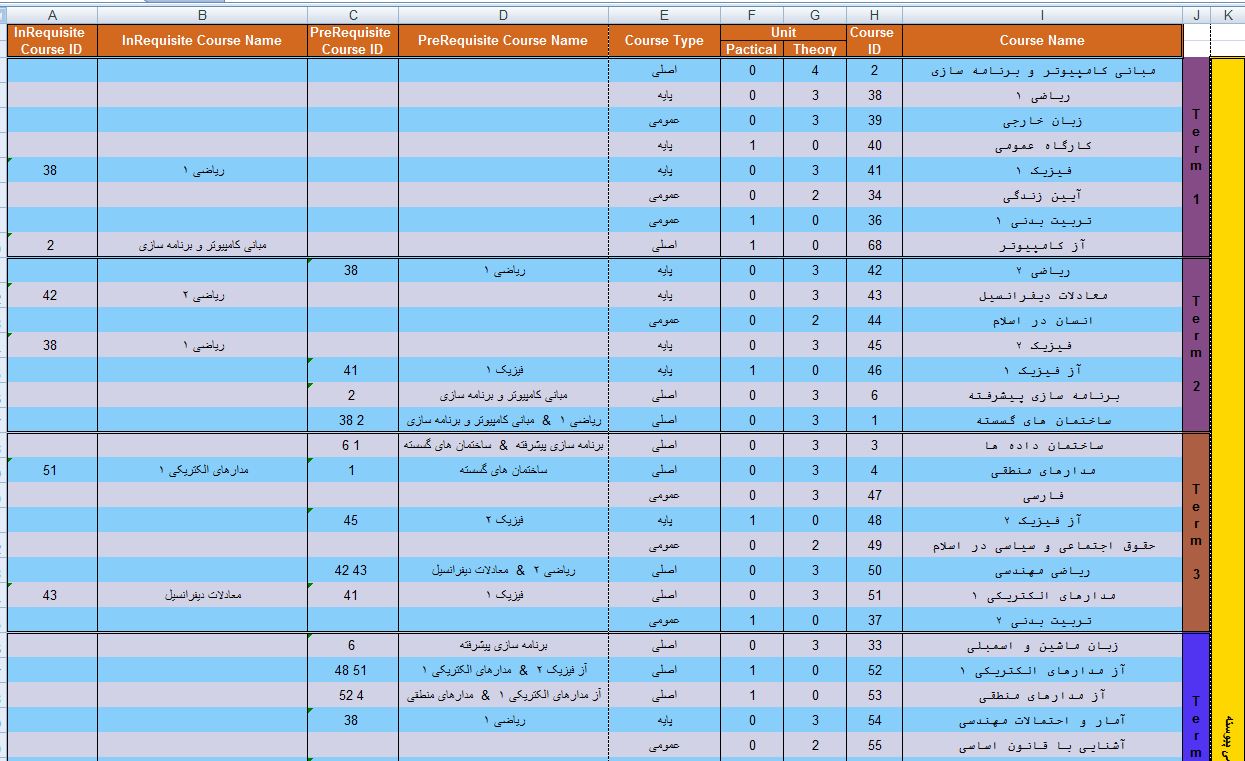 A B C D E F G H I J K
InRequisite Course ID InRequisite Course Name PreRequisite Course ID PreRequisite Course Name Course Type Unit Course ID Course Name
Pactical Theory
اصلی 0 4 2 مبانی کامپیوتر و برنامه سازی
پایه 0 3 38 ریاضی ۱
عمومی 0 3 39 زبان خارجی
پایه 1 0 40 کارگاه عمومی
38 ریاضی ۱ پایه 0 3 41 فیزیک ۱
عمومی 0 2 34 آیین زندگی
عمومی 1 0 36 تربیت بدنی ۱
2 مبانی کامپیوتر و برنامه سازی اصلی 1 0 68 آز کامپیوتر
Term 1
38 ریاضی ۱ پایه 0 3 42 ریاضی ۲
42 ریاضی ۲ پایه 0 3 43 معادلات دیفرانسیل
عمومی 0 2 44 انسان در اسلام
38 ریاضی ۱ پایه 0 3 45 فیزیک ۲
41 فیزیک ۱ پایه 1 0 46 آز فیزیک ۱
2 مبانی کامپیوتر و برنامه سازی اصلی 0 3 6 برنامه سازی پیشرفته
38 2 ریاضی ۱ & مبانی کامپیوتر و برنامه سازی اصلی 0 3 1 ساختمان های گسسته
Term 2
6 1 برنامه سازی پیشرفته & ساختمان های گسسته اصلی 0 3 3 ساختمان داده ها
51 مدارهای الکتریکی ۱ 1 ساختمان های گسسته اصلی 0 3 4 مدارهای منطقی
عمومی 0 3 47 فارسی
45 فیزیک ۲ پایه 1 0 48 آز فیزیک ۲
عمومی 0 2 49 حقوق اجتماعی و سیاسی در اسلام
42 43 ریاضی ۲ & معادلات دیفرانسیل اصلی 0 3 50 ریاضی مهندسی
43 معادلات دیفرانسیل 41 فیزیک ۱ اصلی 0 3 51 مدارهای الکتریکی ۱
عمومی 1 0 37 تربیت بدنی ۲
Term 3
6 برنامه سازی پیشرفته اصلی 0 3 33 زبان ماشین و اسمبلی
48 51 آز فیزیک ۲ & مدارهای الکتریکی ۱ اصلی 1 0 52 آز مدارهای الکتریکی ۱
52 4 آز مدارهای الکتریکی ۱ & مدارهای منطقی اصلی 1 0 53 آز مدارهای منطقی
38 ریاضی ۱ پایه 0 3 54 آمار و احتمالات مهندسی
عمومی 0 2 55 آشنایی با قانون اساسی
Term
پیوسته